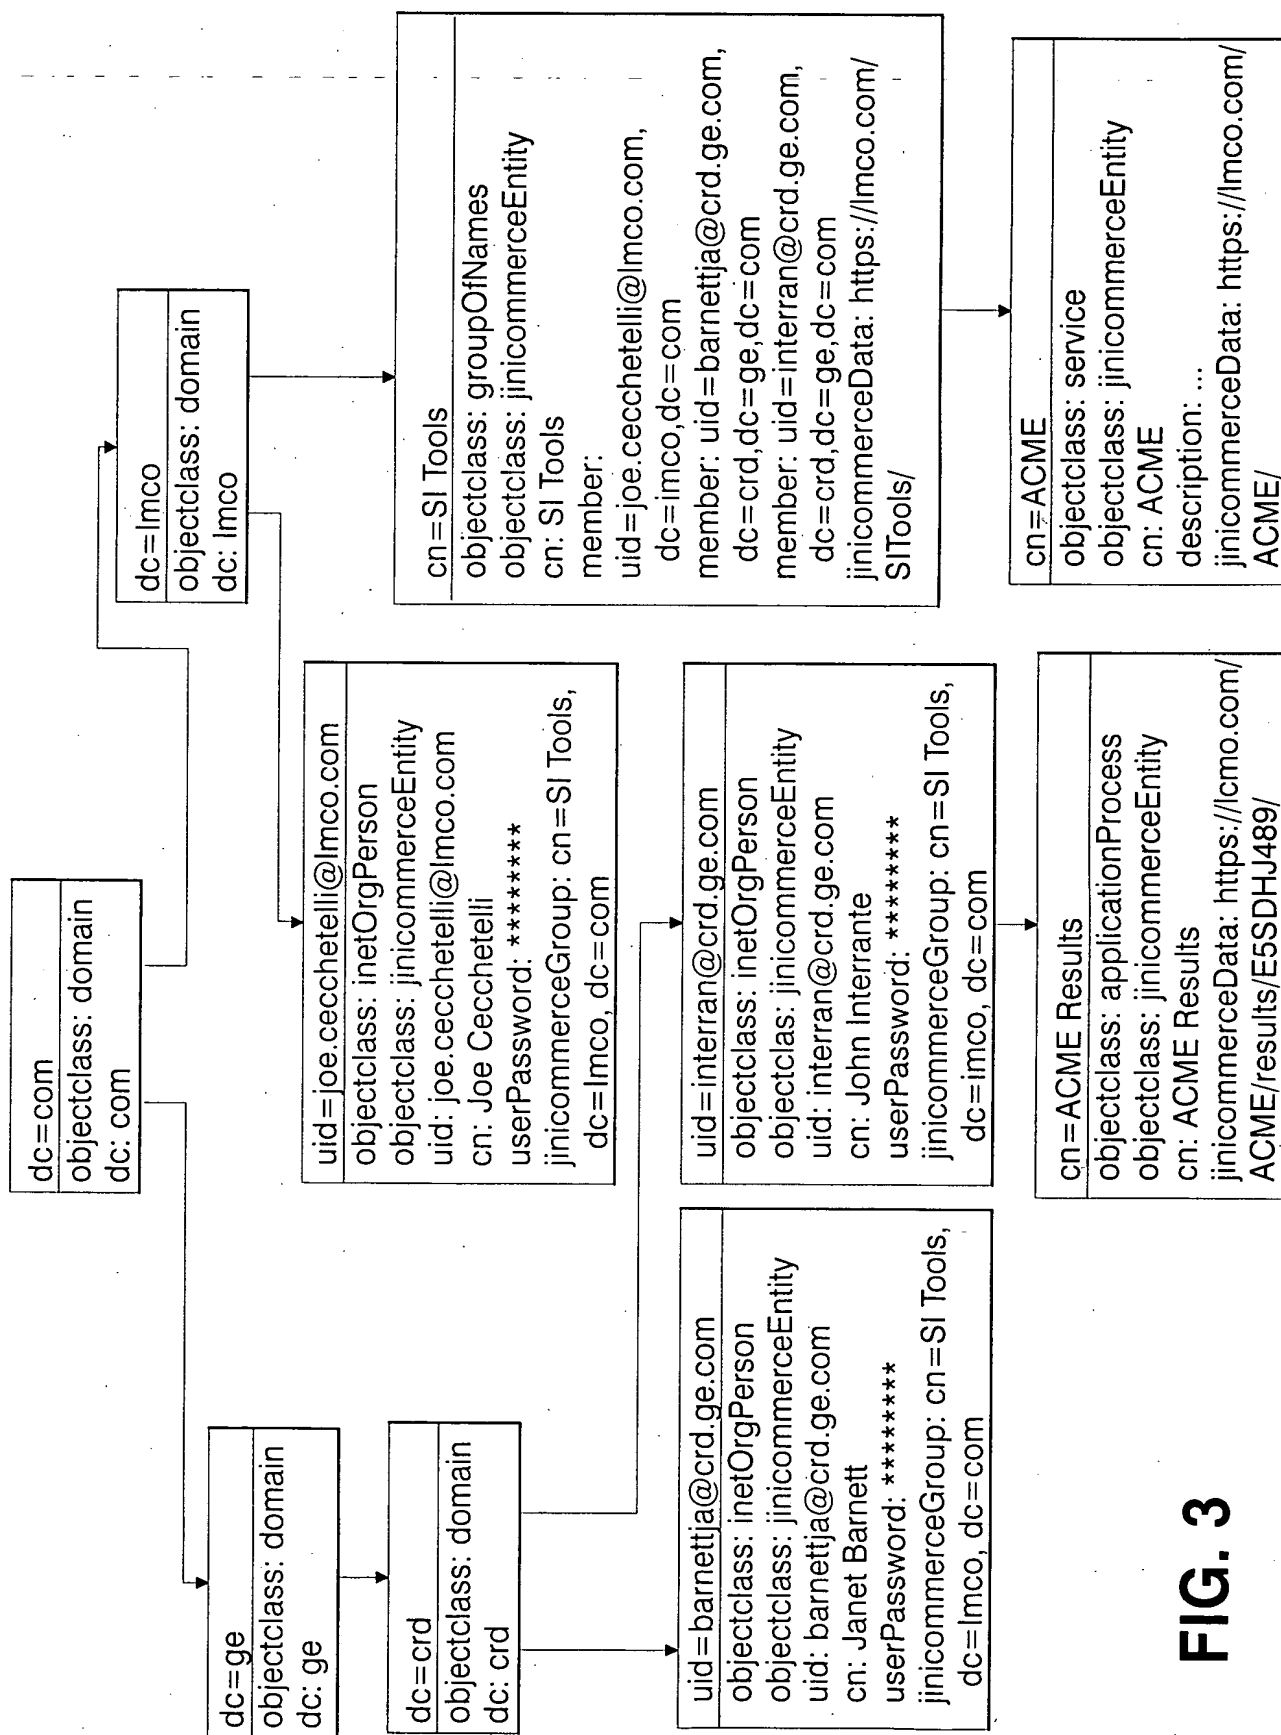 dc=com
objectclass: domain
dc: com
dc=lmco
objectclass: domain
dc: lmco
dc=ge
objectclass: domain
dc: ge
dc=crd
objectclass: domain
dc: crd
uid=joe.cecchetelli@lmco.com
objectclass: inetOrgPerson
objectclass: jinicommerceEntity
uid: joe.cecchetelli@lmco.com
cn: Joe Cecchetelli
userPassword: ********
jinicommerceGroup: cn=SI Tools,
dc=lmco, dc=com
cn=SI Tools
objectclass: groupOfNames
objectclass: jinicommerceEntity
cn: SI Tools
member:
uid=joe.cecchetelli@lmco.com,
dc=lmco,dc=com
member: uid=barnettja@crd.ge.com,
dc=crd,dc=ge,dc=com
member: uid=interran@crd.ge.com,
dc=crd,dc=ge,dc=com
jinicommerceData: https://lmco.com/
SITools/
uid=barnettja@crd.ge.com
objectclass: inetOrgPerson
objectclass: jinicommerceEntity
uid: barnettja@crd.ge.com
cn: Janet Barnett
userPassword: ********
jinicommerceGroup: cn=SI Tools,
dc=lmco, dc=com
uid=interran@crd.ge.com
objectclass: inetOrgPerson
objectclas: jinicommerceEntity
uid: interran@crd.ge.com
cn: John Interrante
userPassword: ********
jinicommerceGroup: cn=SI Tools,
dc=imco, dc=com
cn=ACME Results
objectclass: applicationProcess
objectclass: jinicommerceEntity
cn: ACME Results
jinicommerceData: https://lcmo.com/
ACME/results/E5SDHJ489/
cn=ACME
objectclass: service
objectclass: jinicommerceEntity
cn: ACME
description: ...
jinicommerceData: https://lmco.com/
ACME/
FIG. 3